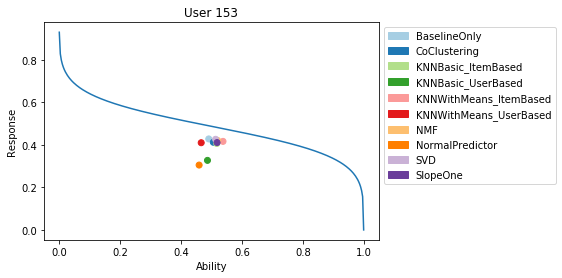 User 153
Response
0.8
0.6
0.4
0.2
0.0
0.0 0.2 0.4 0.6 0.8 1.0
Ability
BaselineOnly
CoClustering
KNNBasic_ItemBased
KNNBasic_UserBased
KNNWithMeans_ItemBased
KNNWithMeans_UserBased
NMF
NormalPredictor
SVD
SlopeOne